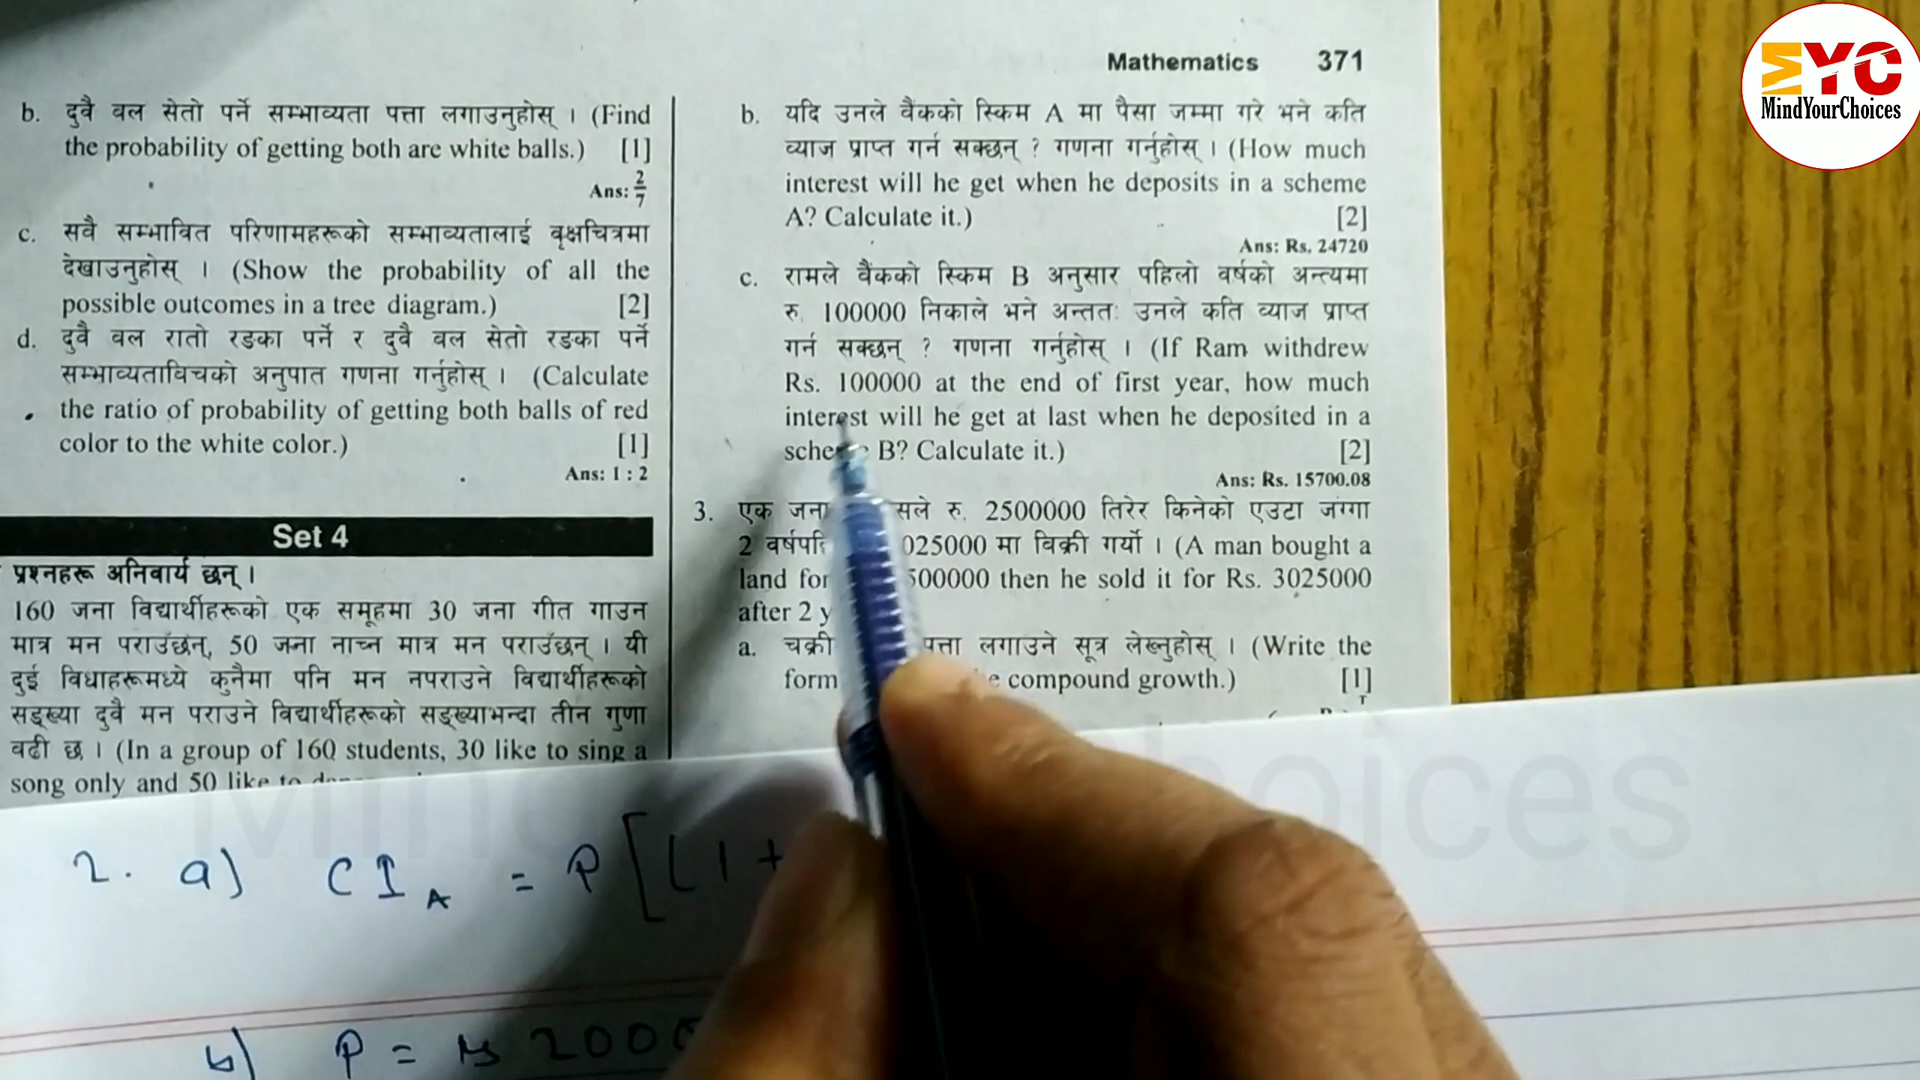 Mathematics 371
MYC
MindYourChoices
b. दुवै बल सेतो पर्ने सम्भाव्यता पत्ता लगाउनुहोस् । (Find
the probability of getting both are white balls.) [1]
Ans: 2/7
c. सबै सम्भावित परिणामहरूको सम्भाव्यतालाई वृक्षचित्रमा
देखाउनुहोस् । (Show the probability of all the
possible outcomes in a tree diagram.) [2]
d. दुवै बल रातो रङका पर्ने र दुवै बल सेतो रङका पर्ने
सम्भाव्यताबिचको अनुपात गणना गर्नुहोस् । (Calculate
the ratio of probability of getting both balls of red
color to the white color.) [1]
Ans: 1 : 2
Set 4
प्रश्नहरू अनिवार्य छन् ।
160 जना विद्यार्थीहरूको एक समूहमा 30 जना गीत गाउन
मात्र मन पराउँछन्, 50 जना नाच्न मात्र मन पराउँछन् । यी
दुई विधाहरूमध्ये कुनैमा पनि मन नपराउने विद्यार्थीहरूको
सङ्ख्या दुवै मन पराउने विद्यार्थीहरूको सङ्ख्याभन्दा तीन गुणा
बढी छ । (In a group of 160 students, 30 like to sing a
song only and 50 like to
b. यदि उनले बैंकको स्किम A मा पैसा जम्मा गरे भने कति
व्याज प्राप्त गर्न सक्छन् ? गणना गर्नुहोस् । (How much
interest will he get when he deposits in a scheme
A? Calculate it.) [2]
Ans: Rs. 24720
c. रामले बैंकको स्किम B अनुसार पहिलो वर्षको अन्त्यमा
रु. 100000 निकाले भने अन्ततः उनले कति व्याज प्राप्त
गर्न सक्छन् ? गणना गर्नुहोस् । (If Ram withdrew
Rs. 100000 at the end of first year, how much
interest will he get at last when he deposited in a
B? Calculate it.) [2]
Ans: Rs. 15700.08
3. एक जना रु. 2500000 तिरेर किनेको एउटा जग्गा
2 025000 मा बिक्री गर्यो । (A man bought a
land for 500000 then he sold it for Rs. 3025000
after 2
a. पत्ता लगाउने सूत्र लेख्नुहोस् । (Write the
compound growth.) [1]
2. a) CI A = P [ ( 1 +
b) P = Rs 2000